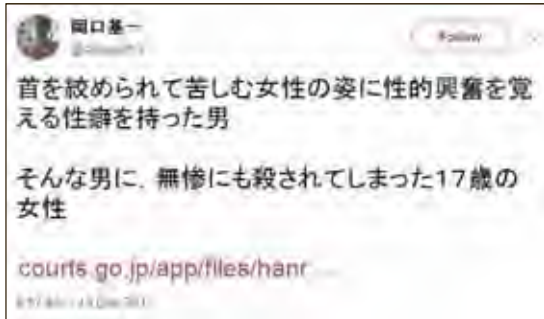 岡口基一
Follow
首を絞められて苦しむ女性の姿に性的興奮を覚
える性癖を持った男
そんな男に、無惨にも殺されてしまった１７歳の
女性
courts.go.jp/app/files/hanr…